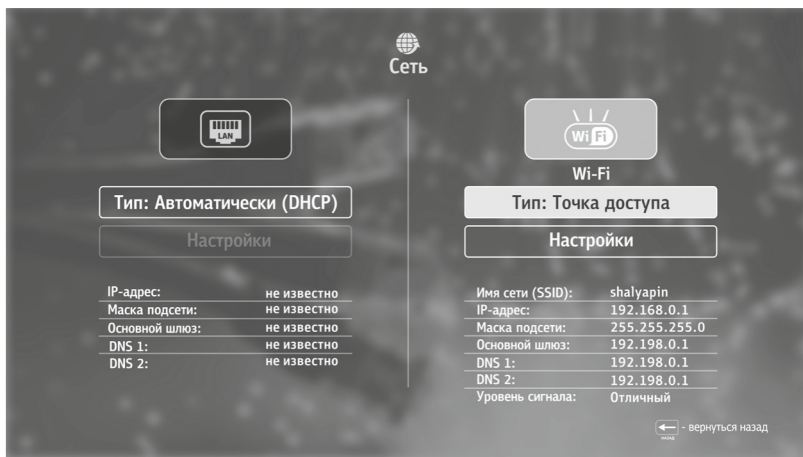 Сеть
LAN
Тип: Автоматически (DHCP)
Настройки
IP-адрес: не известно
Маска подсети: не известно
Основной шлюз: не известно
DNS 1: не известно
DNS 2: не известно
Wi Fi
Wi-Fi
Тип: Точка доступа
Настройки
Имя сети (SSID): shalyapin
IP-адрес: 192.168.0.1
Маска подсети: 255.255.255.0
Основной шлюз: 192.198.0.1
DNS 1: 192.198.0.1
DNS 2: 192.198.0.1
Уровень сигнала: Отличный
НАЗАД - вернуться назад